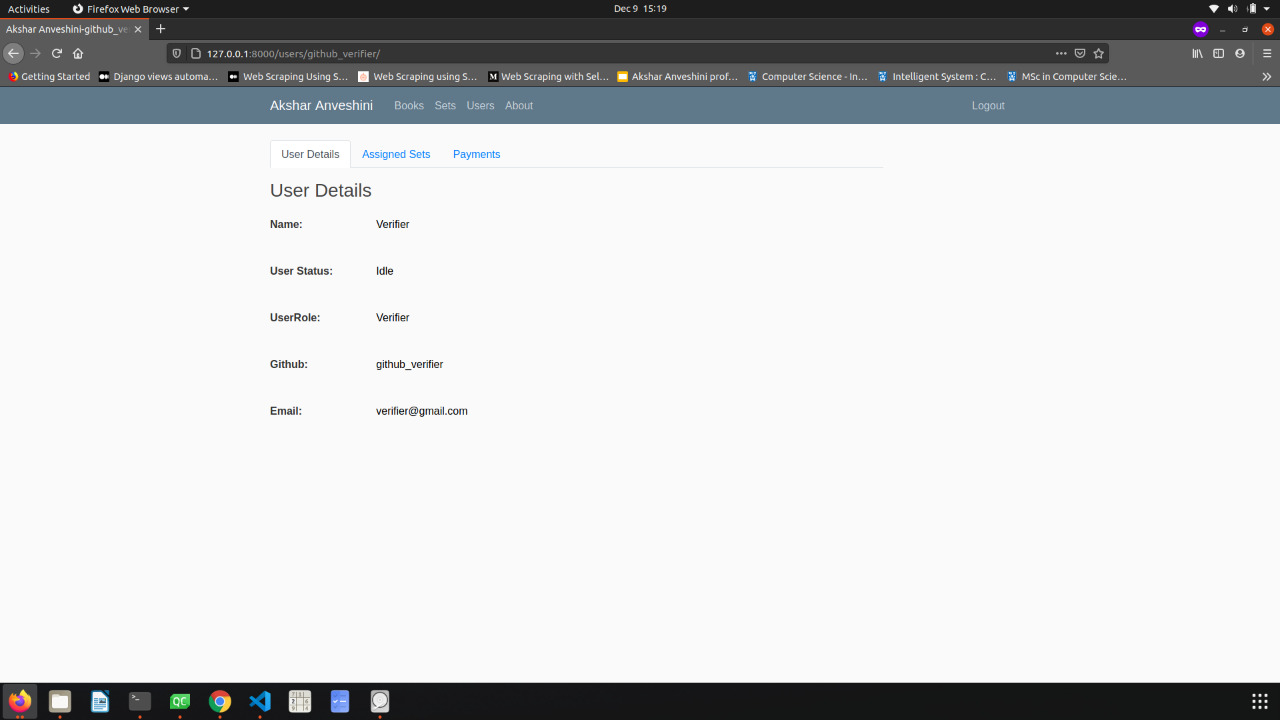 Activities Firefox Web Browser Dec 9 15:19
Akshar Anveshini-github_ve
127.0.0.1:8000/users/github_verifier/
Getting Started Django views automa… Web Scraping Using S… Web Scraping using S… Web Scraping with Sel… Akshar Anveshini prof… Computer Science - In… Intelligent System : C… MSc in Computer Scie…
Akshar Anveshini Books Sets Users About Logout
User Details Assigned Sets Payments
User Details
Name: Verifier
User Status: Idle
UserRole: Verifier
Github: github_verifier
Email: verifier@gmail.com
QC